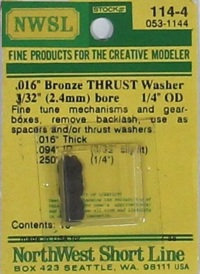 STOCK#
NWSL
114-4
053-1144
FINE PRODUCTS FOR THE CREATIVE MODELER
.016" Bronze THRUST Washer
3/32" (2.4mm) bore 1/4" OD
Fine tune mechanisms and gear-
boxes, remove backlash, use as
spacers and/or thrust washers.
.016" Thick
.094"
.250" (1/4")
Contents:
NorthWest Short Line
BOX 423 SEATTLE, WA 98111 USA